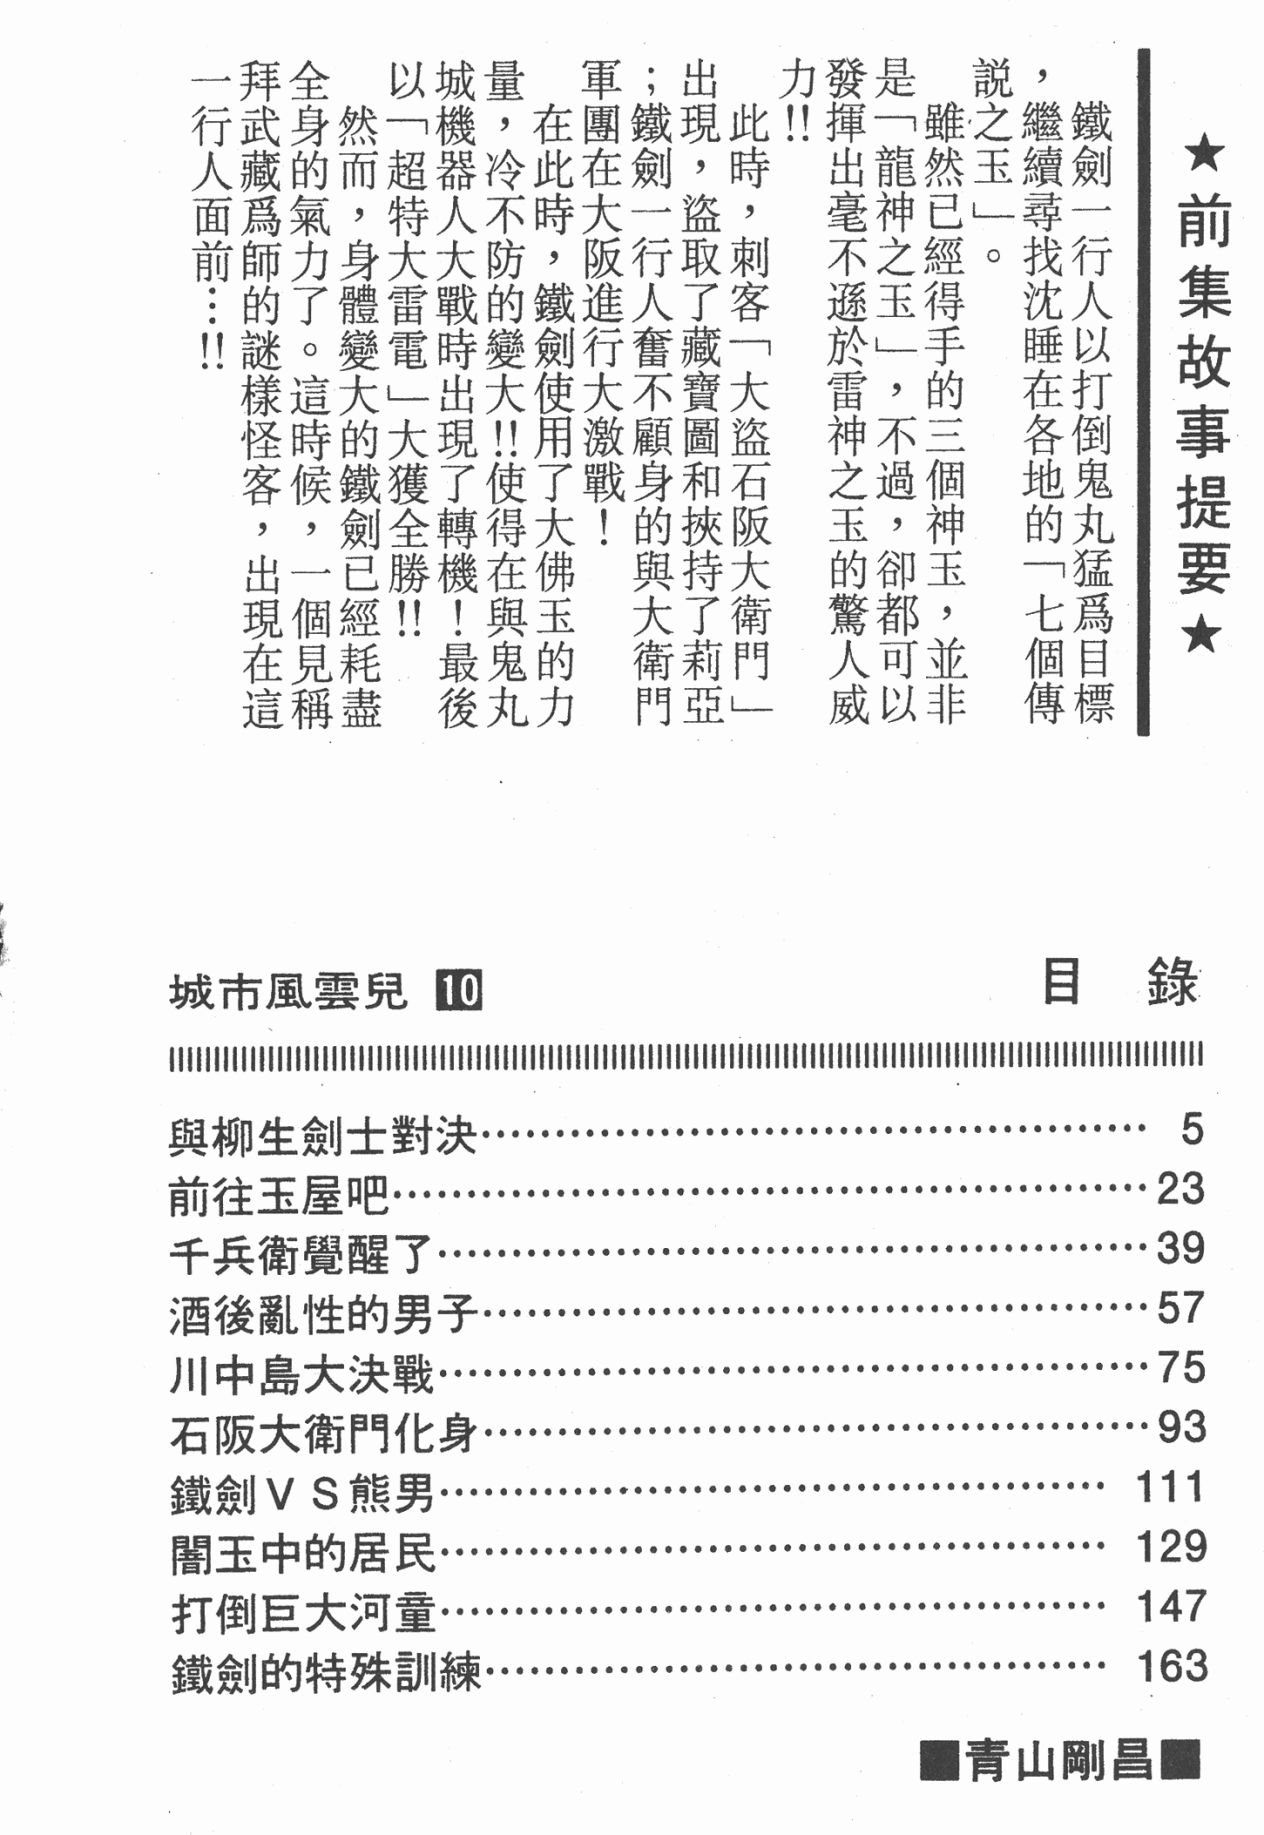 ★前集故事提要★
鐵劍一行人以打倒鬼丸猛爲目標
，繼續尋找沈睡在各地的「七個傳
説之玉」。
雖然已經得手的三個神玉，並非
是「龍神之玉」，不過，卻都可以
發揮出毫不遜於雷神之玉的驚人威
力!!
此時，刺客「大盜石阪大衛門」
出現，盜取了藏寶圖和挾持了莉亞
；鐵劍一行人奮不顧身的與大衛門
軍團在大阪進行大激戰！
在此時，鐵劍使用了大佛玉的力
量，冷不防的變大!!使得在與鬼丸
城機器人大戰時出現了轉機！最後
以「超特大雷電」大獲全勝!!
然而，身體變大的鐵劍已經耗盡
全身的氣力了。這時候，一個見稱
拜武藏爲師的謎樣怪客，出現在這
一行人面前…!!
城市風雲兒 10 目 錄
與柳生劍士對決…………………………………………… 5
前往玉屋吧……………………………………………… 23
千兵衛覺醒了…………………………………………… 39
酒後亂性的男子………………………………………… 57
川中島大決戰…………………………………………… 75
石阪大衛門化身………………………………………… 93
鐵劍ＶＳ熊男…………………………………………… 111
闇玉中的居民…………………………………………… 129
打倒巨大河童…………………………………………… 147
鐵劍的特殊訓練………………………………………… 163
■青山剛昌■